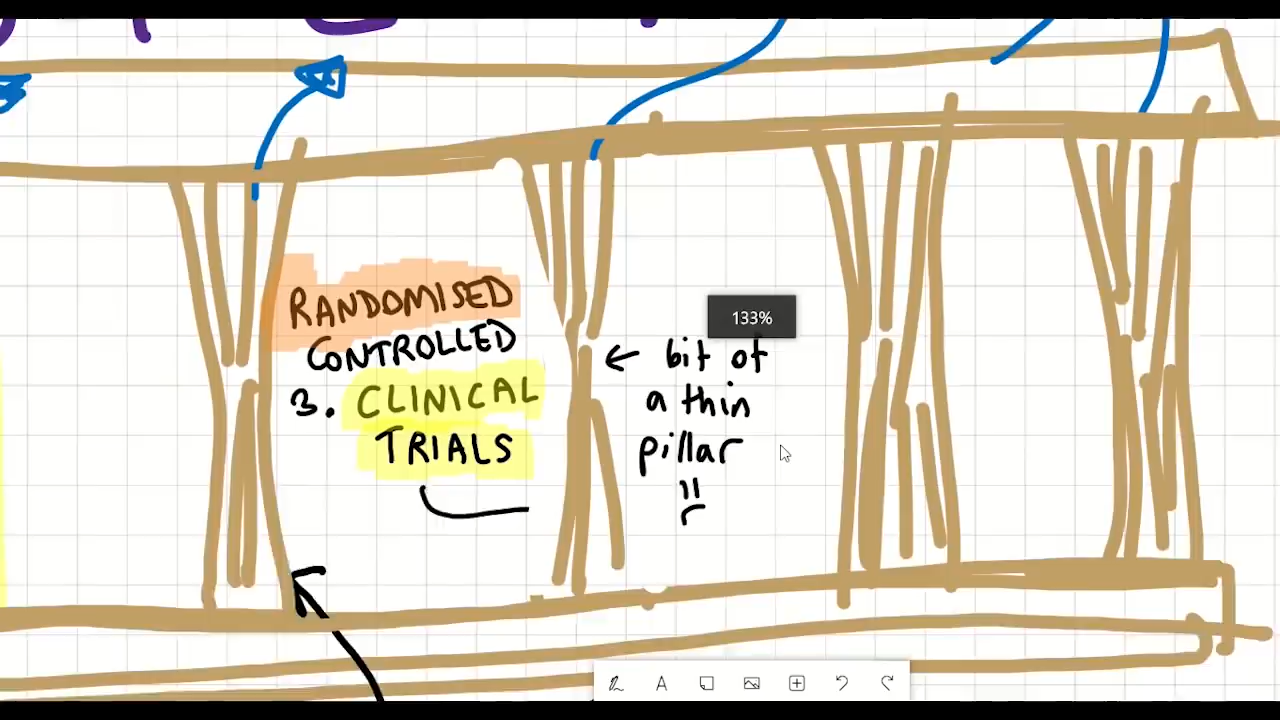 RANDOMISED
CONTROLLED
3. CLINICAL
TRIALS
133%
← bit of
a thin
pillar
A